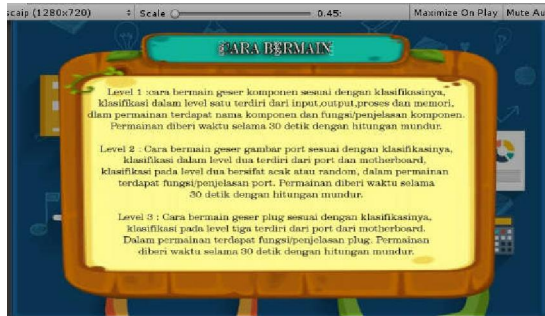 scaip (1280x720) Scale 0.45: Maximize On Play Mute Au
CARA BERMAIN
Level 1 :cara bermain geser komponen sesuai dengan klasifikasinya,
klasifikasi dalam level satu terdiri dari input,output,proses dan memori,
dlam permainan terdapat nama komponen dan fungsi/penjelasan komponen.
Permainan diberi waktu selama 30 detik dengan hitungan mundur.
Level 2 : Cara bermain geser gambar port sesuai dengan klasifikasinya,
klasifikasi dalam level dua terdiri dari port dan motherboard,
klasifikasi pada level dua bersifat acak atau random, dalam permainan
terdapat fungsi/penjelasan port. Permainan diberi waktu selama
30 detik dengan hitungan mundur.
Level 3 : Cara bermain geser plug sesuai dengan klasifikasinya,
klasifikasi pada level tiga terdiri dari port dari motherboard.
Dalam permainan terdapat fungsi/penjelasan plug. Permainan
diberi waktu selama 30 detik dengan hitungan mundur.